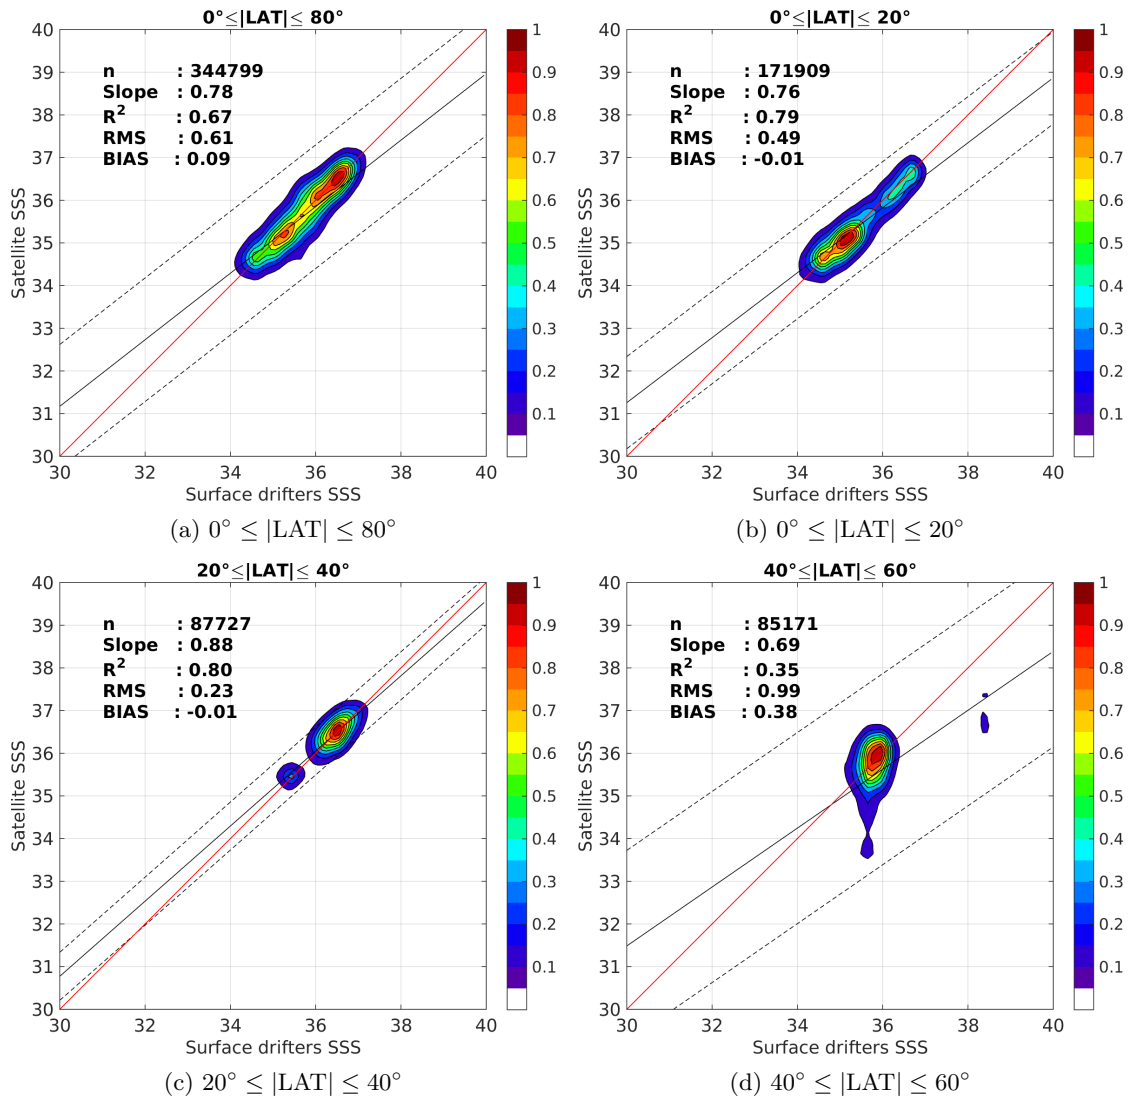 0°≤|LAT|≤ 80°
n : 344799
Slope : 0.78
R² : 0.67
RMS : 0.61
BIAS : 0.09
40
39
38
37
36
35
34
33
32
31
30
30 32 34 36 38 40
Satellite SSS
Surface drifters SSS
1
0.9
0.8
0.7
0.6
0.5
0.4
0.3
0.2
0.1
(a) 0° ≤ |LAT| ≤ 80°
0°≤|LAT|≤ 20°
n : 171909
Slope : 0.76
R² : 0.79
RMS : 0.49
BIAS : -0.01
40
39
38
37
36
35
34
33
32
31
30
30 32 34 36 38 40
Satellite SSS
Surface drifters SSS
1
0.9
0.8
0.7
0.6
0.5
0.4
0.3
0.2
0.1
(b) 0° ≤ |LAT| ≤ 20°
20°≤|LAT|≤ 40°
n : 87727
Slope : 0.88
R² : 0.80
RMS : 0.23
BIAS : -0.01
40
39
38
37
36
35
34
33
32
31
30
30 32 34 36 38 40
Satellite SSS
Surface drifters SSS
1
0.9
0.8
0.7
0.6
0.5
0.4
0.3
0.2
0.1
(c) 20° ≤ |LAT| ≤ 40°
40°≤|LAT|≤ 60°
n : 85171
Slope : 0.69
R² : 0.35
RMS : 0.99
BIAS : 0.38
40
39
38
37
36
35
34
33
32
31
30
30 32 34 36 38 40
Satellite SSS
Surface drifters SSS
1
0.9
0.8
0.7
0.6
0.5
0.4
0.3
0.2
0.1
(d) 40° ≤ |LAT| ≤ 60°